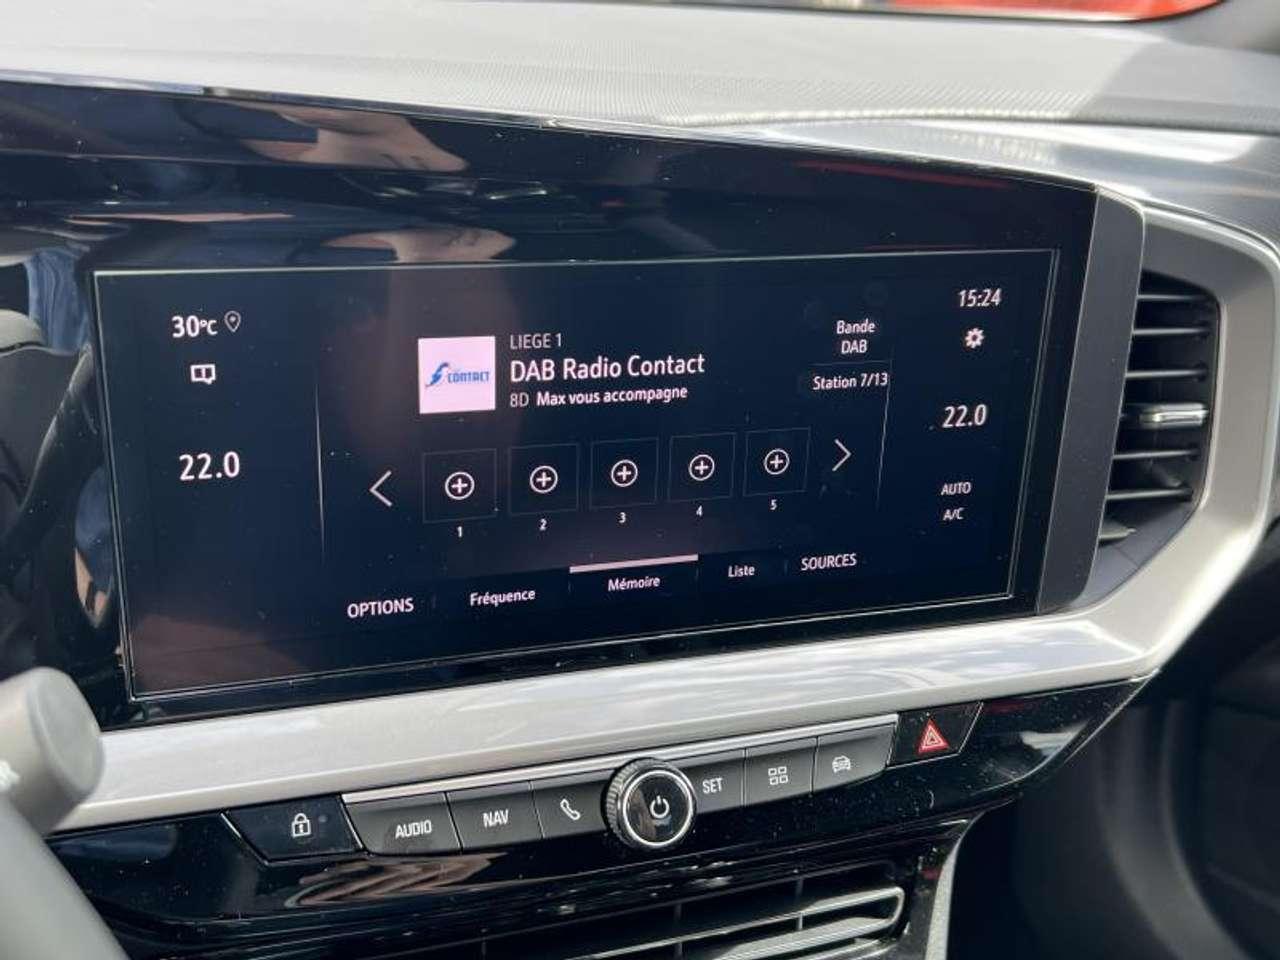 30°C
22.0
CONTACT
LIEGE 1
DAB Radio Contact
8D Max vous accompagne
Bande
DAB
Station 7/13
15:24
22.0
AUTO
A/C
1 2 3 4 5
OPTIONS Fréquence Mémoire Liste SOURCES
AUDIO NAV SET